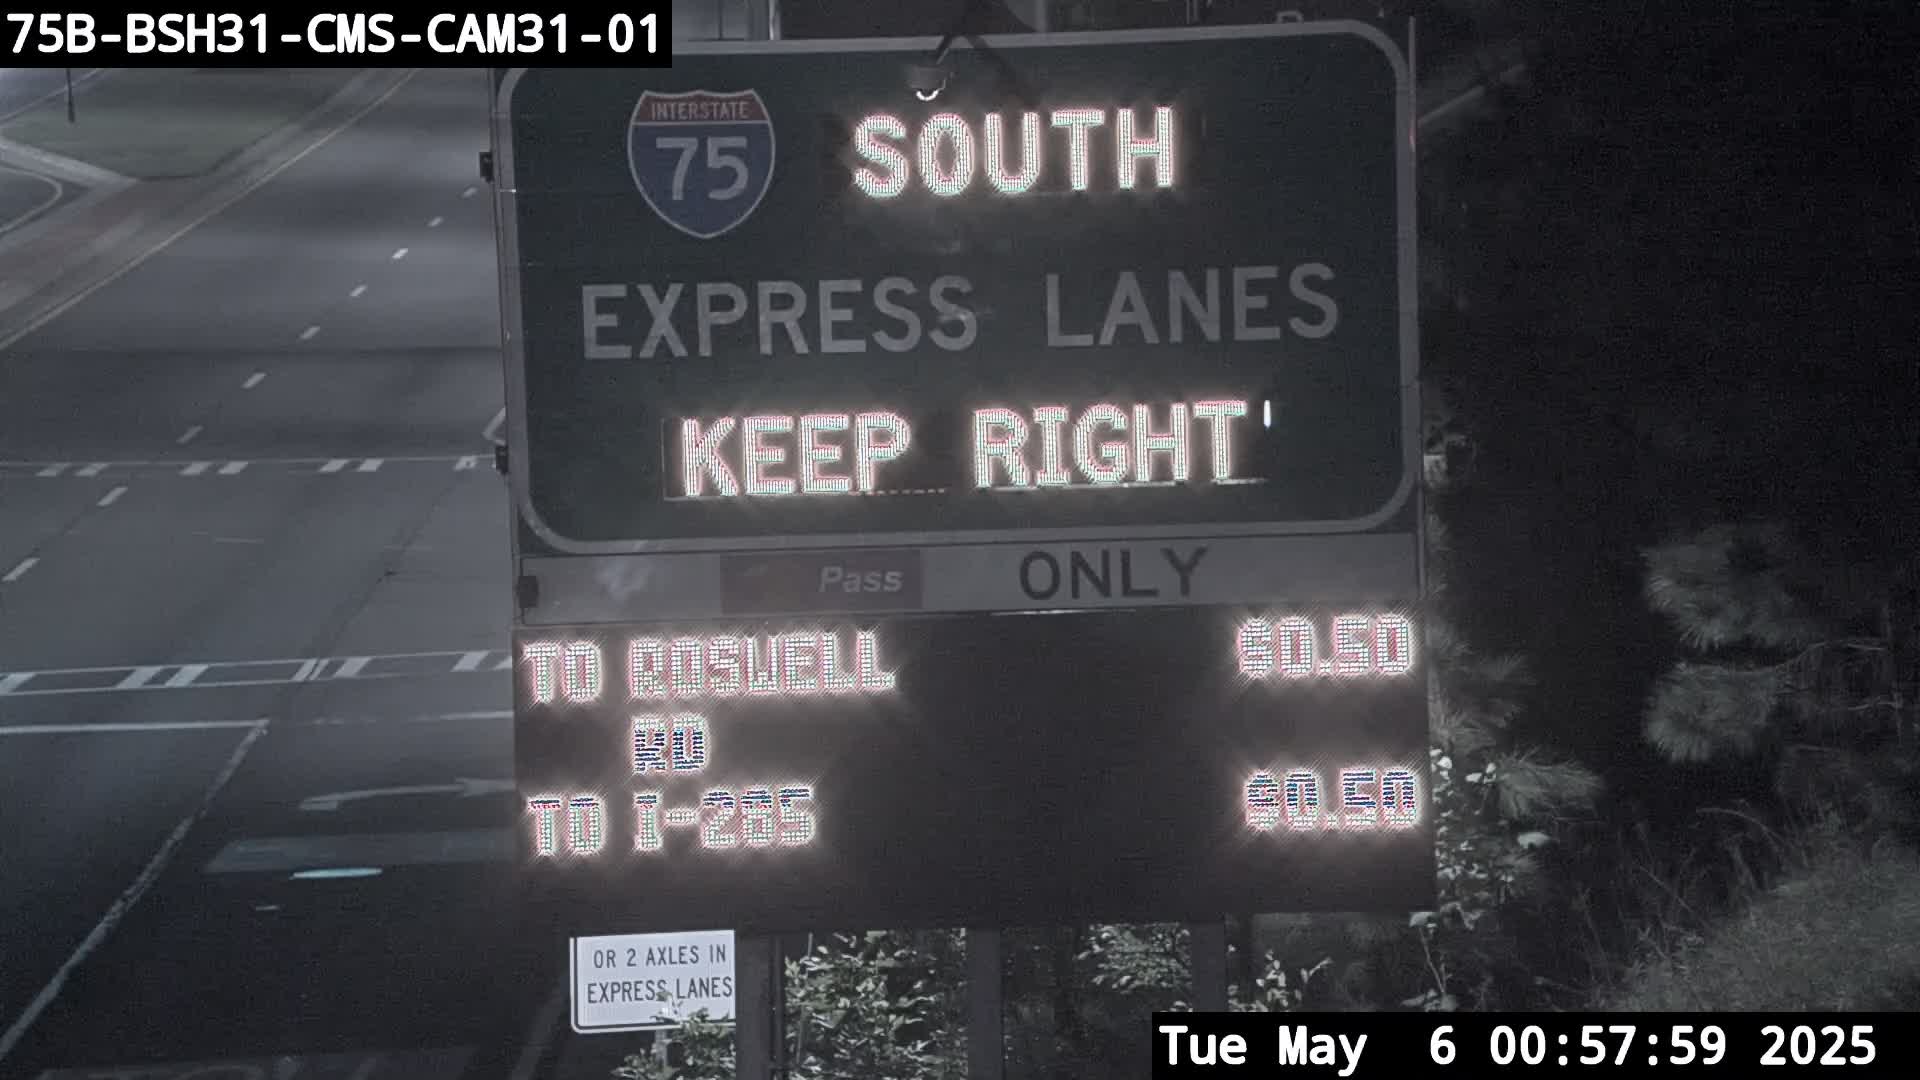 75B-BSH31-CMS-CAM31-01
INTERSTATE
75
SOUTH
EXPRESS LANES
KEEP RIGHT
Pass ONLY
TO ROSWELL $0.50
RD
TO I-285 $0.50
OR 2 AXLES IN
EXPRESS LANES
Tue May 6 00:57:59 2025